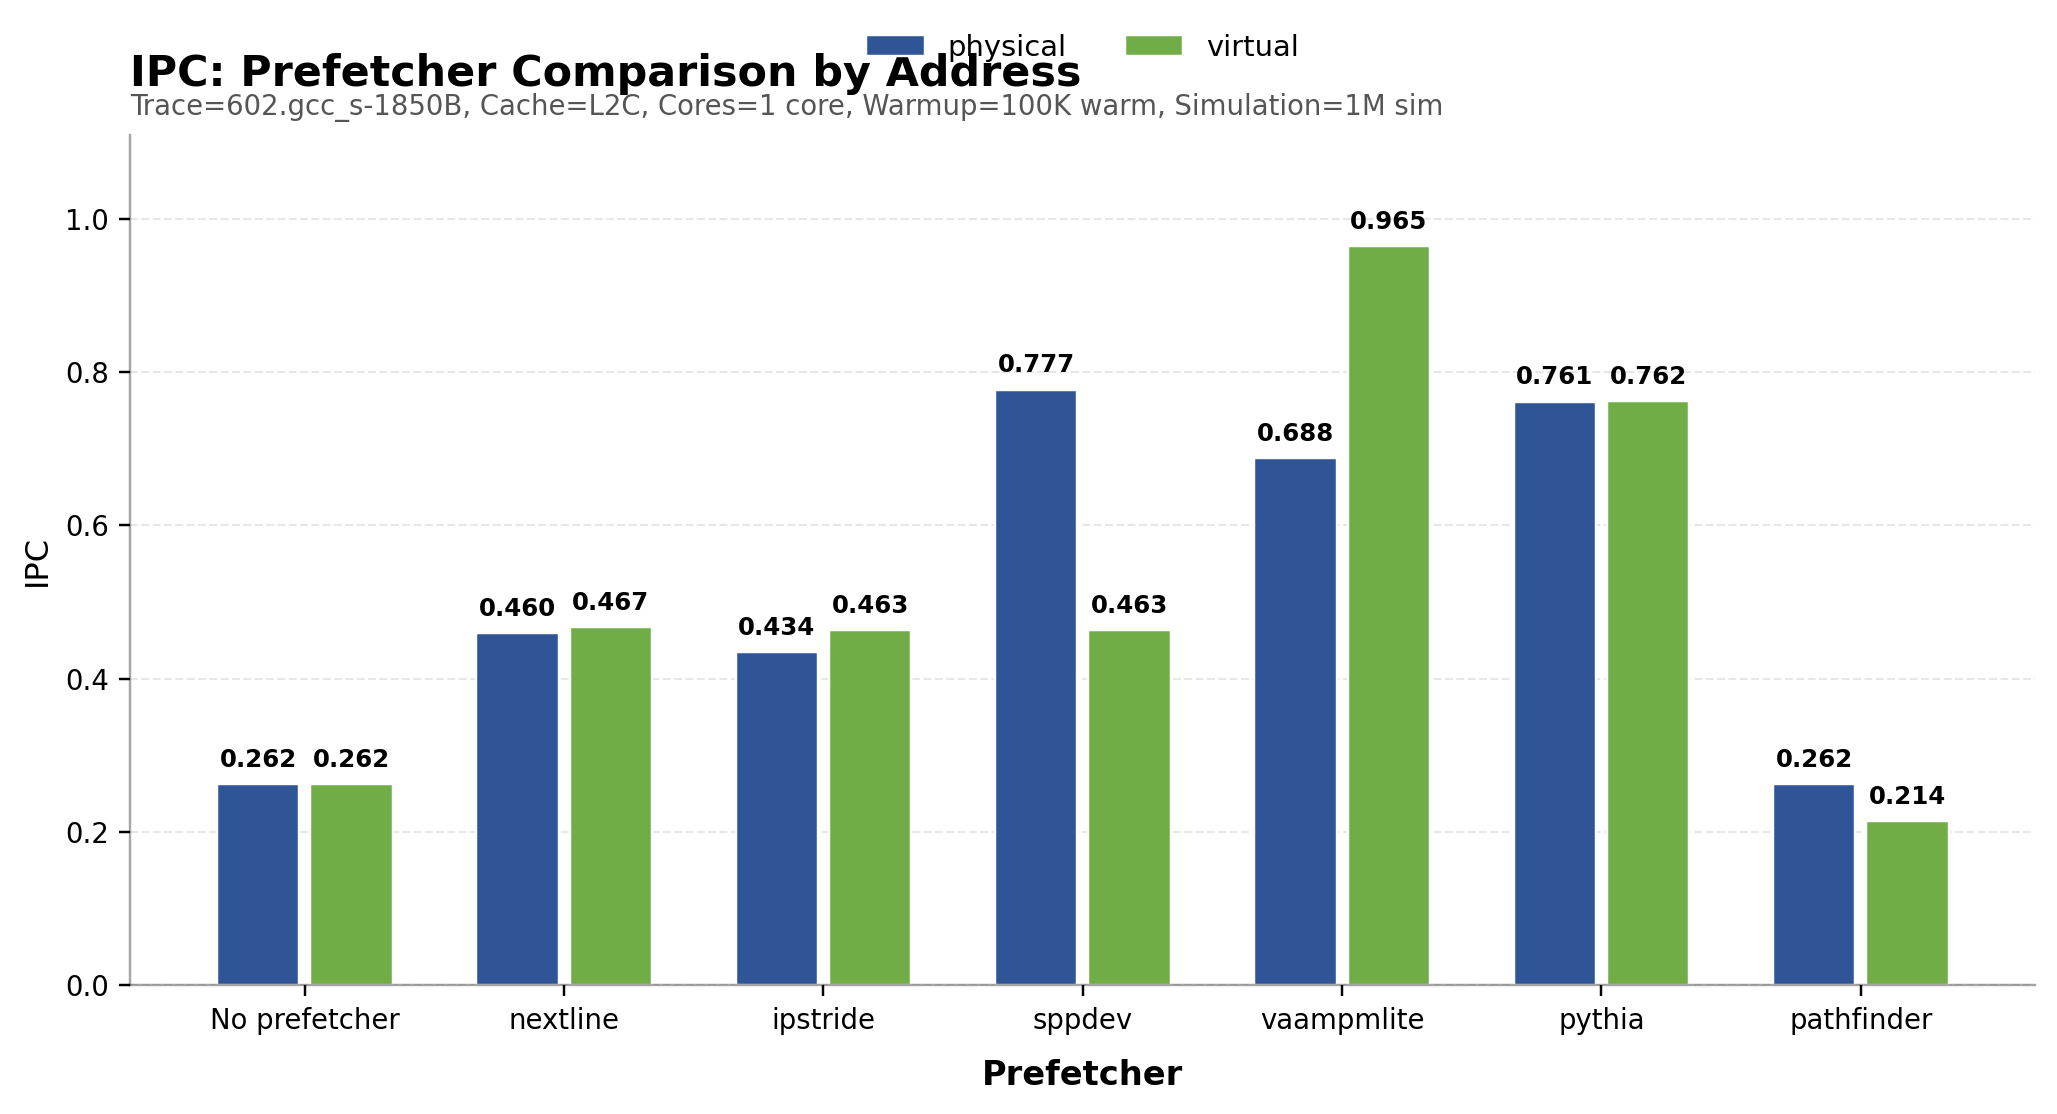 physical virtual
IPC: Prefetcher Comparison by Address
Trace=602.gcc_s-1850B, Cache=L2C, Cores=1 core, Warmup=100K warm, Simulation=1M sim
IPC
1.0
0.8
0.6
0.4
0.2
0.0
0.262 0.262
0.460 0.467
0.434 0.463
0.777 0.463
0.688 0.965
0.761 0.762
0.262 0.214
No prefetcher nextline ipstride sppdev vaampmlite pythia pathfinder
Prefetcher